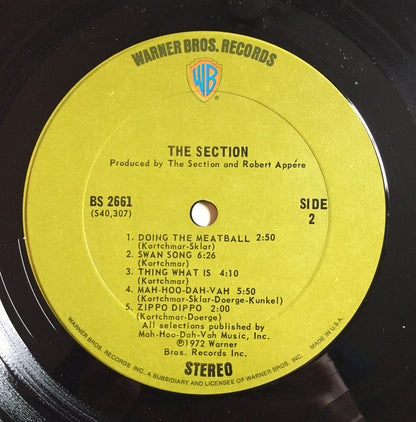 WARNER BROS. RECORDS
WB
THE SECTION
Produced by The Section and Robert Appére
BS 2661
(S40,307)
SIDE
2
1. DOING THE MEATBALL 2:50
(Kortchmar-Sklar)
2. SWAN SONG 6:26
(Kortchmar)
3. THING WHAT IS 4:10
(Kortchmar)
4. MAH-HOO-DAH-VAH 5:50
(Kortchmar-Sklar-Doerge-Kunkel)
5. ZIPPO DIPPO 2:00
(Kortchmar-Doerge)
All selections published by
Mah-Hoo-Dah-Vah Music, Inc.
℗1972 Warner
Bros. Records Inc.
STEREO
WARNER BROS. RECORDS INC., A SUBSIDIARY AND LICENSEE OF WARNER BROS. INC. MADE IN U.S.A.